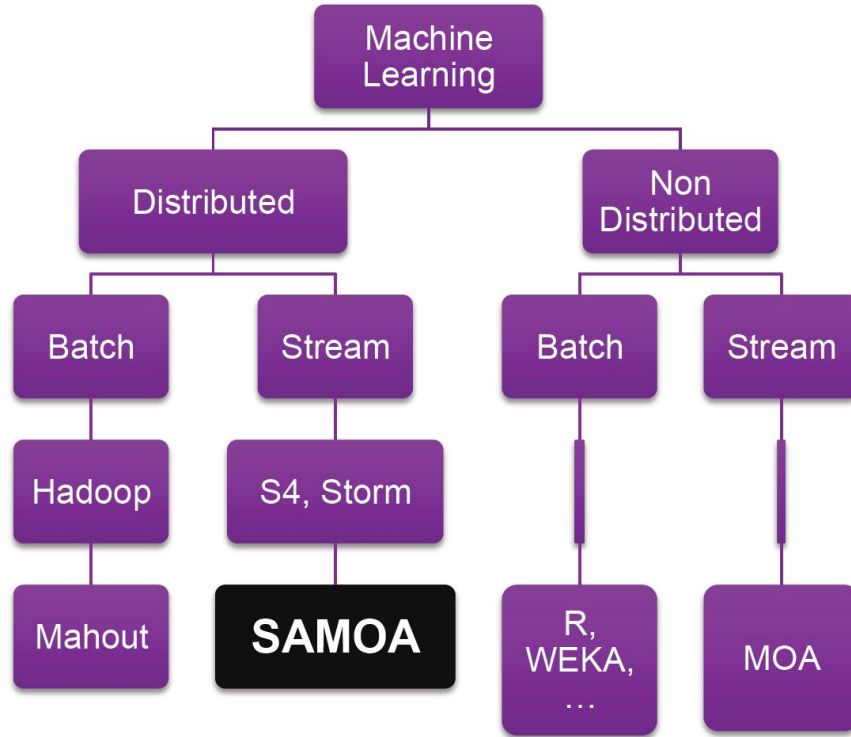 Machine
Learning
Distributed
Non
Distributed
Batch
Stream
Batch
Stream
Hadoop
S4, Storm
Mahout
SAMOA
R,
WEKA,
...
MOA